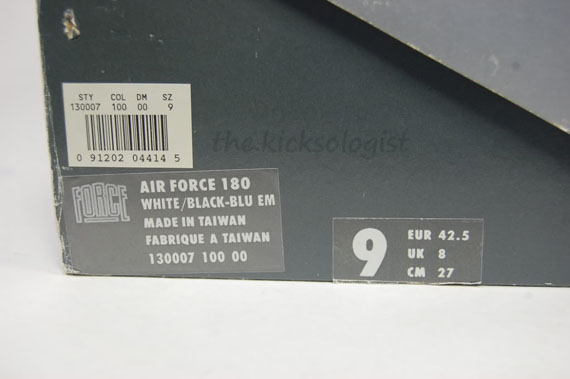 STY COL DM SZ
130007 100 00 9
0 91202 04414 5
the.kicksologist
FORCE
AIR FORCE 180
WHITE/BLACK-BLU EM
MADE IN TAIWAN
FABRIQUE A TAIWAN
130007 100 00
9
EUR 42.5
UK 8
CM 27